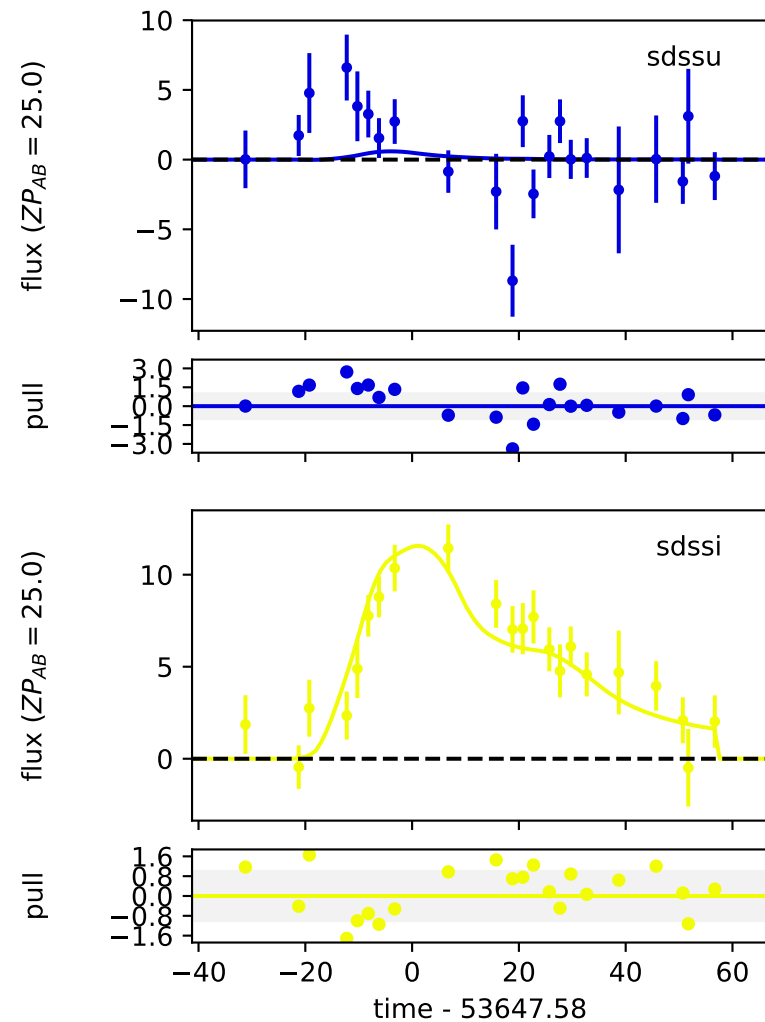 10
sdssu
5
0
−5
−10
flux (ZP_AB = 25.0)
3.0
1.5
0.0
−1.5
−3.0
pull
sdssi
10
5
0
flux (ZP_AB = 25.0)
1.6
0.8
0.0
−0.8
−1.6
pull
−40 −20 0 20 40 60
time - 53647.58